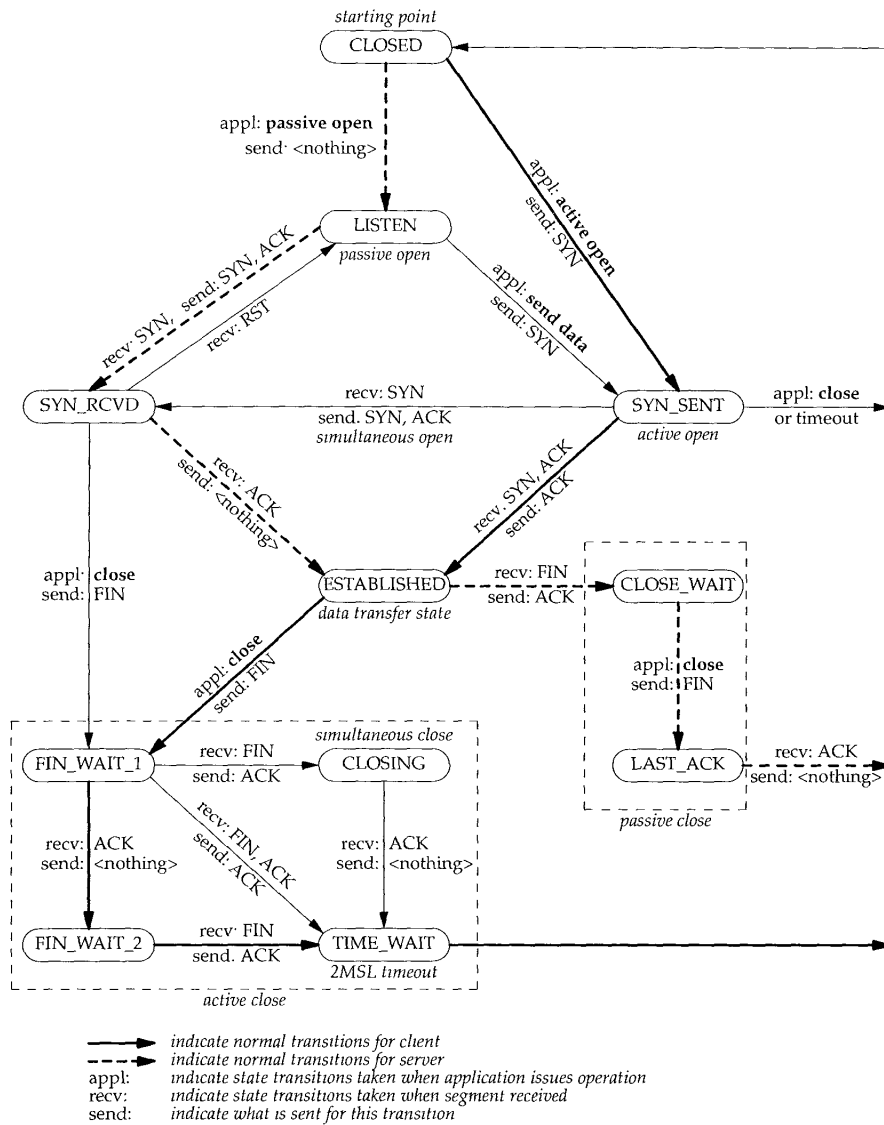 starting point
CLOSED
appl: passive open
send· <nothing>
appl: active open
send: SYN
LISTEN
passive open
recv· SYN, send: SYN, ACK
recv: RST
appl: send data
send: SYN
SYN_RCVD
recv: SYN
send. SYN, ACK
simultaneous open
SYN_SENT
active open
appl: close
or timeout
recv: ACK
send: <nothing>
recv. SYN, ACK
send: ACK
appl· close
send: FIN
ESTABLISHED
data transfer state
recv: FIN
send: ACK
CLOSE_WAIT
appl: close
send: FIN
appl: close
send: FIN
simultaneous close
FIN_WAIT_1
recv: FIN
send: ACK
CLOSING
LAST_ACK
recv: ACK
send: <nothing>
passive close
recv: ACK
send: <nothing>
recv: FIN, ACK
send: ACK
recv: ACK
send: <nothing>
FIN_WAIT_2
recv· FIN
send. ACK
TIME_WAIT
2MSL timeout
active close
indicate normal transitions for client
indicate normal transitions for server
appl: indicate state transitions taken when application issues operation
recv: indicate state transitions taken when segment received
send: indicate what is sent for this transition